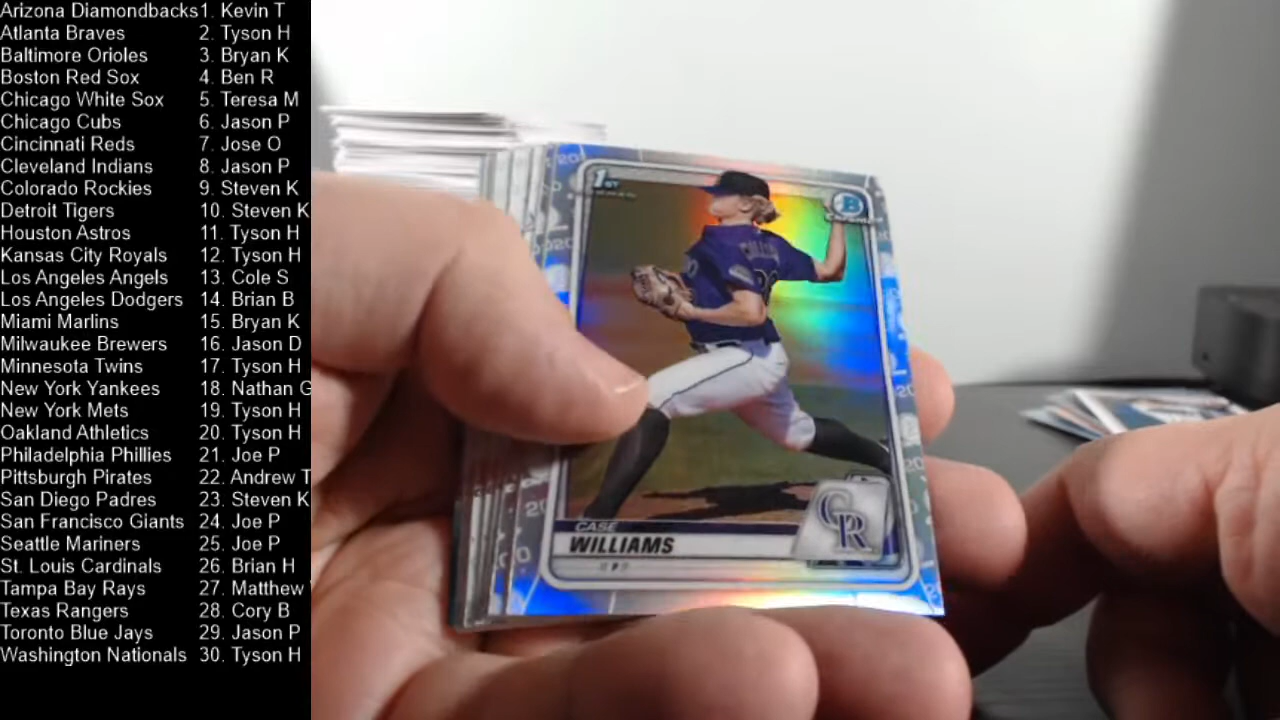 Arizona Diamondbacks 1. Kevin T
Atlanta Braves 2. Tyson H
Baltimore Orioles 3. Bryan K
Boston Red Sox 4. Ben R
Chicago White Sox 5. Teresa M
Chicago Cubs 6. Jason P
Cincinnati Reds 7. Jose O
Cleveland Indians 8. Jason P
Colorado Rockies 9. Steven K
Detroit Tigers 10. Steven K
Houston Astros 11. Tyson H
Kansas City Royals 12. Tyson H
Los Angeles Angels 13. Cole S
Los Angeles Dodgers 14. Brian B
Miami Marlins 15. Bryan K
Milwaukee Brewers 16. Jason D
Minnesota Twins 17. Tyson H
New York Yankees 18. Nathan G
New York Mets 19. Tyson H
Oakland Athletics 20. Tyson H
Philadelphia Phillies 21. Joe P
Pittsburgh Pirates 22. Andrew T
San Diego Padres 23. Steven K
San Francisco Giants 24. Joe P
Seattle Mariners 25. Joe P
St. Louis Cardinals 26. Brian H
Tampa Bay Rays 27. Matthew
Texas Rangers 28. Cory B
Toronto Blue Jays 29. Jason P
Washington Nationals 30. Tyson H
1ST
B
CASE
WILLIAMS
CR